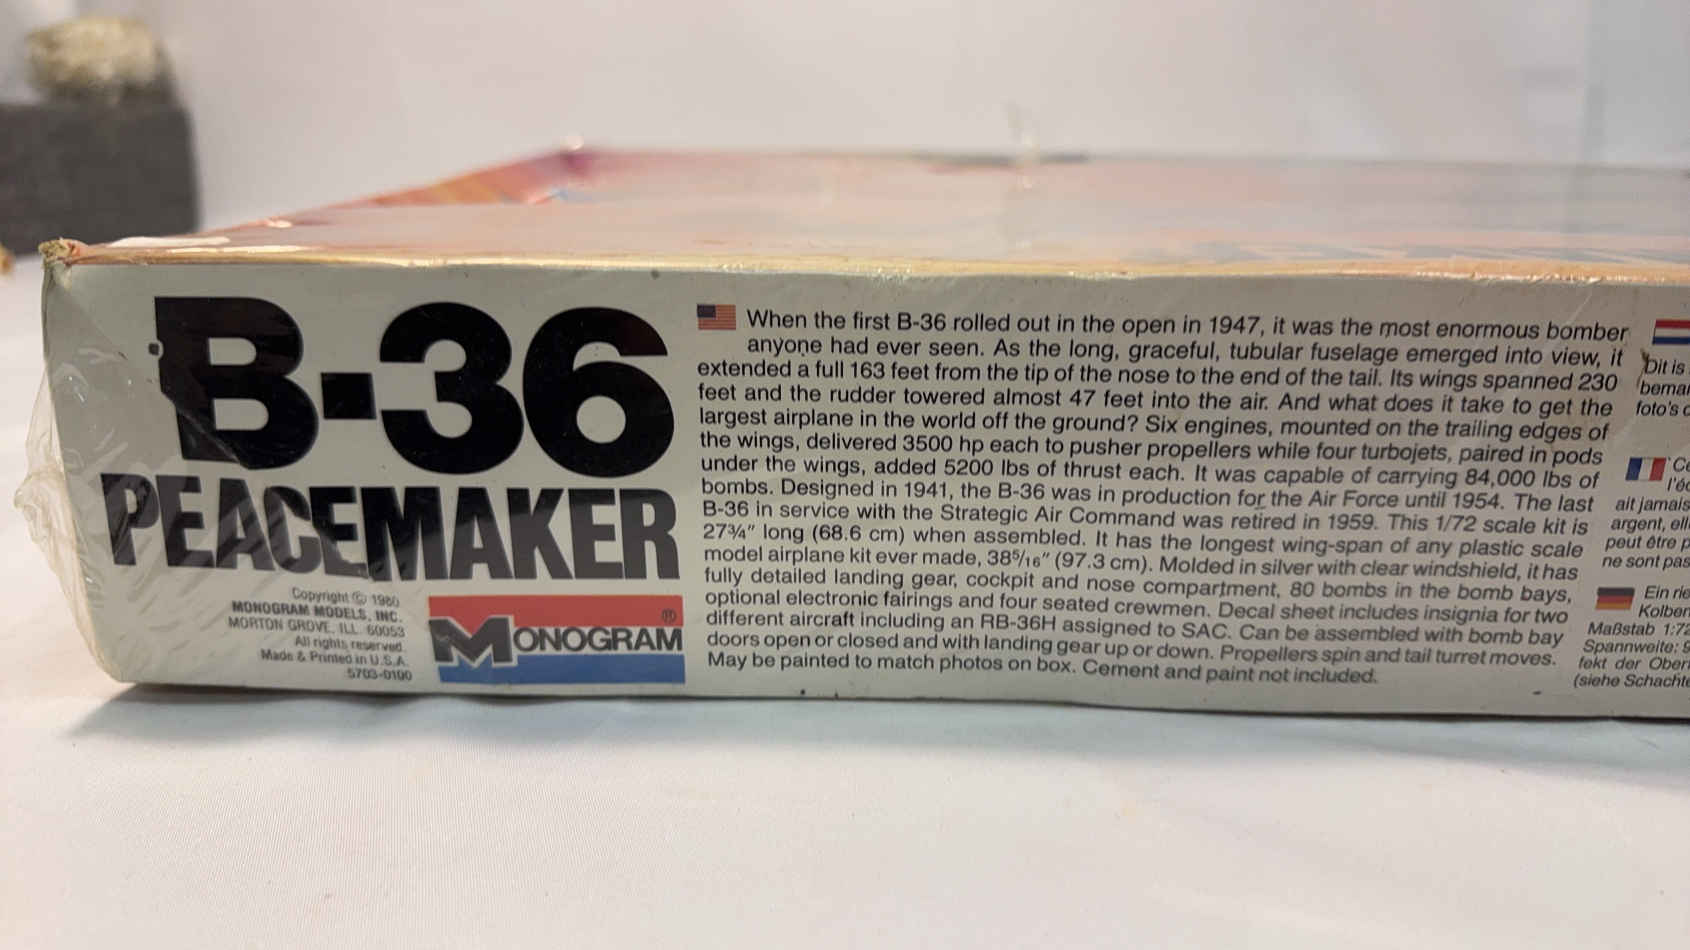 B-36
PEACEMAKER
Copyright © 1980
MONOGRAM MODELS, INC.
MORTON GROVE, ILL. 60053
All rights reserved.
Made & Printed in U.S.A.
5703-0100
MONOGRAM®
When the first B-36 rolled out in the open in 1947, it was the most enormous bomber
anyone had ever seen. As the long, graceful, tubular fuselage emerged into view, it
extended a full 163 feet from the tip of the nose to the end of the tail. Its wings spanned 230
feet and the rudder towered almost 47 feet into the air. And what does it take to get the
largest airplane in the world off the ground? Six engines, mounted on the trailing edges of
the wings, delivered 3500 hp each to pusher propellers while four turbojets, paired in pods
under the wings, added 5200 lbs of thrust each. It was capable of carrying 84,000 lbs of
bombs. Designed in 1941, the B-36 was in production for the Air Force until 1954. The last
B-36 in service with the Strategic Air Command was retired in 1959. This 1/72 scale kit is
27¾" long (68.6 cm) when assembled. It has the longest wing-span of any plastic scale
model airplane kit ever made, 38⁵/₁₆" (97.3 cm). Molded in silver with clear windshield, it has
fully detailed landing gear, cockpit and nose compartment, 80 bombs in the bomb bays,
optional electronic fairings and four seated crewmen. Decal sheet includes insignia for two
different aircraft including an RB-36H assigned to SAC. Can be assembled with bomb bay
doors open or closed and with landing gear up or down. Propellers spin and tail turret moves.
May be painted to match photos on box. Cement and paint not included.
Dit is
foto's
ait jamais
argent,
peut être
ne sont pas
Ein
Maßstab 1:72
Spannweite:
der
(siehe